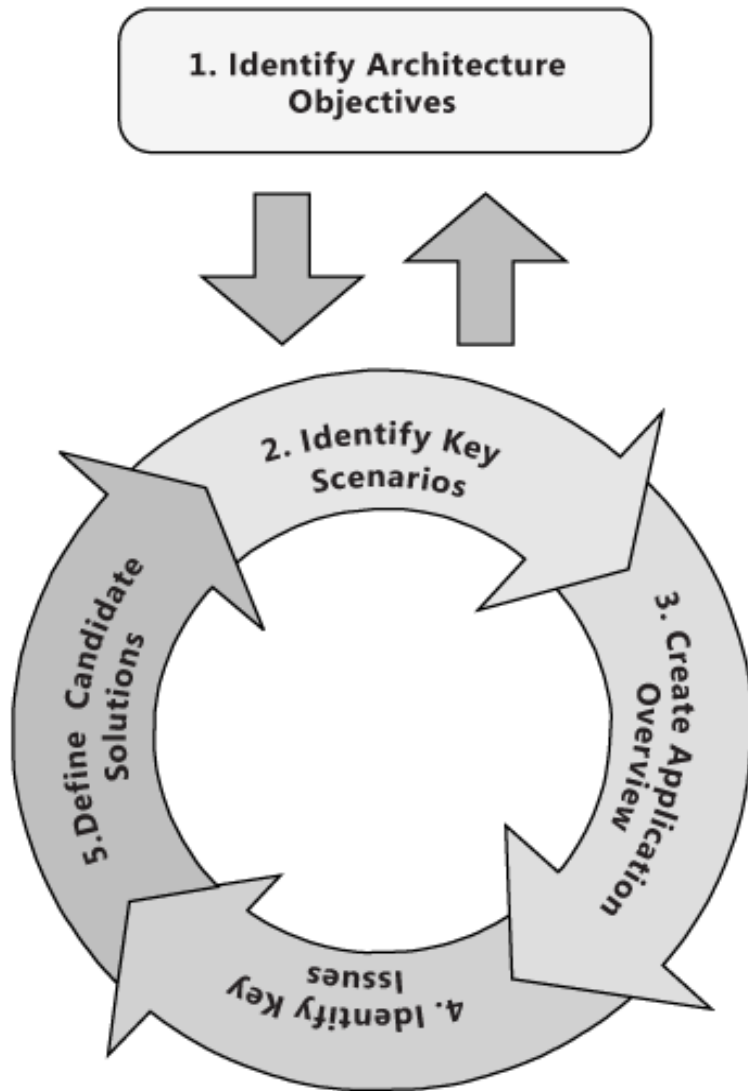 1. Identify Architecture
Objectives
2. Identify Key
Scenarios
3. Create Application
Overview
4. Identify Key
Issues
5.Define Candidate
Solutions